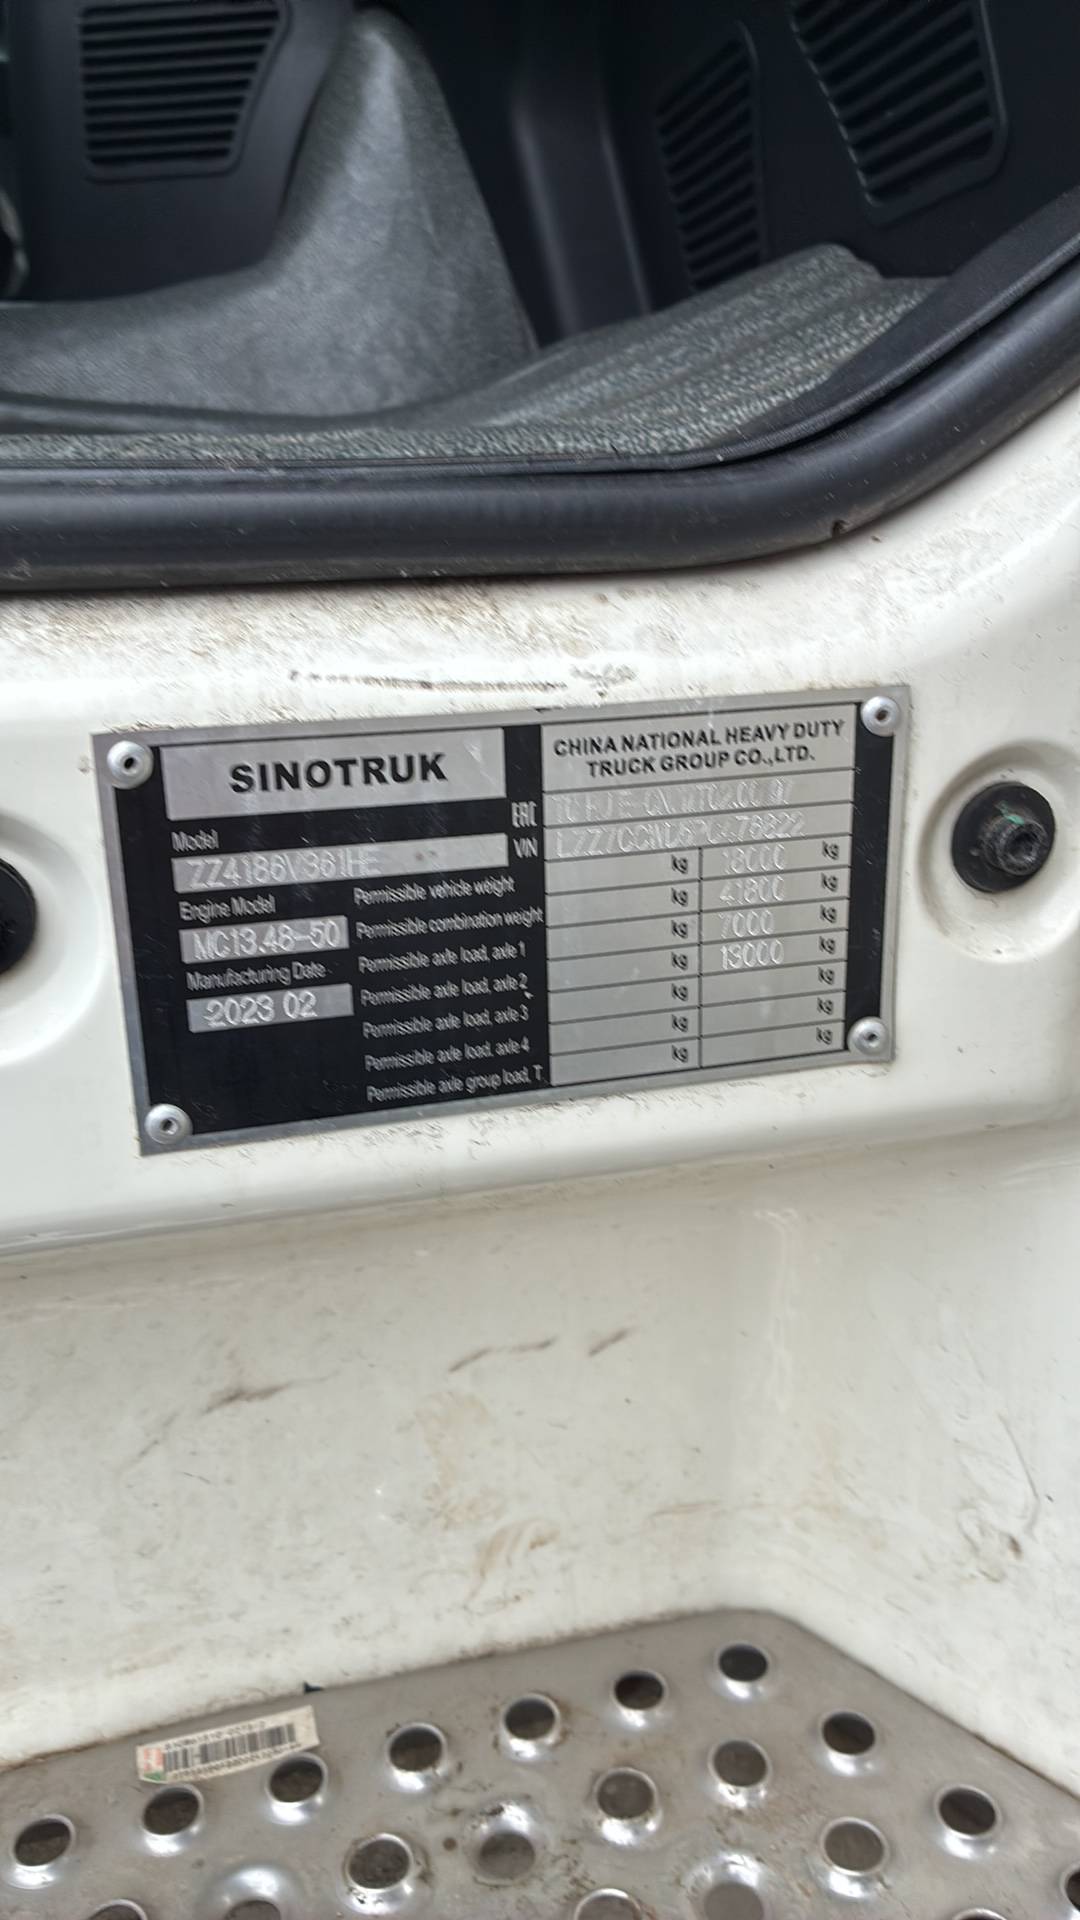 SINOTRUK
CHINA NATIONAL HEAVY DUTY
TRUCK GROUP CO.,LTD.
EAC
VIN
Model
ZZ4186V361HE
Engine Model
MC13.48-50
Manufacturing Date
2023 02
Permissible vehicle weight kg 18000 kg
Permissible combination weight kg 41800 kg
Permissible axle load, axle 1 kg 7000 kg
Permissible axle load, axle 2 kg 13000 kg
Permissible axle load, axle 3 kg kg
Permissible axle load, axle 4 kg kg
Permissible axle group load, T kg kg